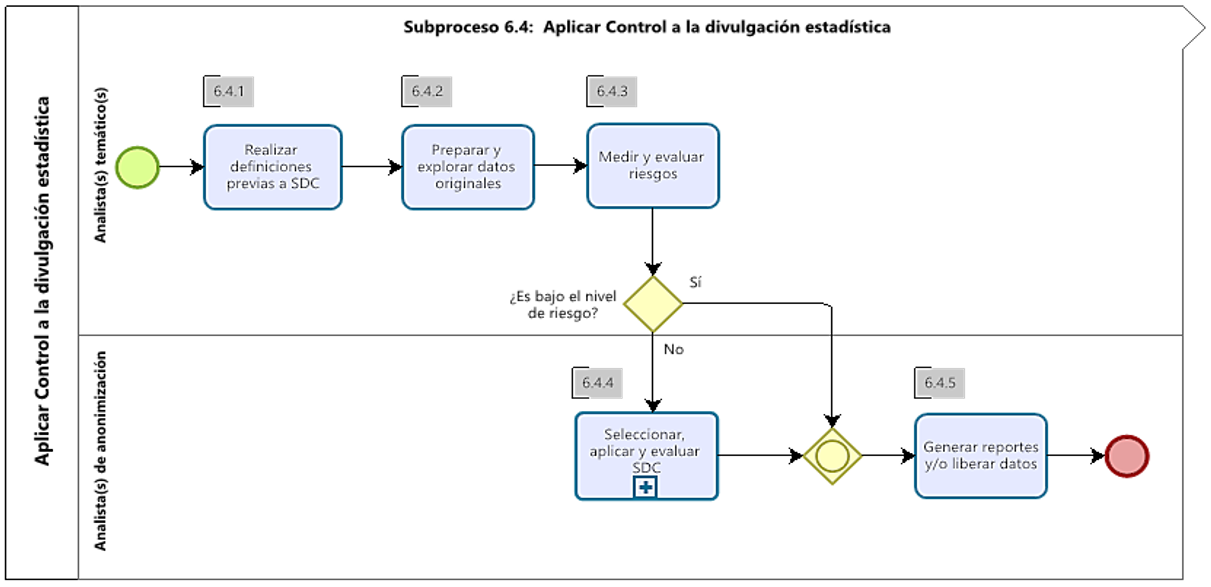 Subproceso 6.4:  Aplicar Control a la divulgación estadística
Aplicar Control a la divulgación estadística
Analista(s) temático(s)
6.4.1
Realizar
definiciones
previas a SDC
6.4.2
Preparar y
explorar datos
originales
6.4.3
Medir y evaluar
riesgos
¿Es bajo el nivel
de riesgo?
Sí
No
Analista(s) de anonimización
6.4.4
Seleccionar,
aplicar y evaluar
SDC
6.4.5
Generar reportes
y/o liberar datos